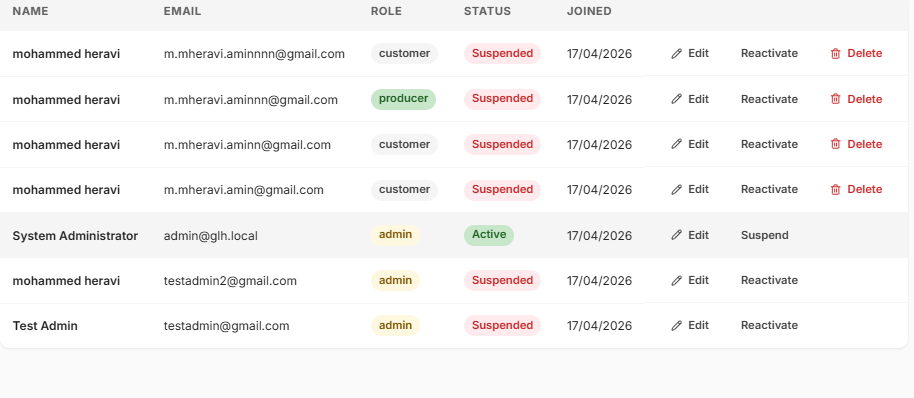 NAME EMAIL ROLE STATUS JOINED
mohammed heravi m.mheravi.aminnnn@gmail.com customer Suspended 17/04/2026 Edit Reactivate Delete
mohammed heravi m.mheravi.aminnn@gmail.com producer Suspended 17/04/2026 Edit Reactivate Delete
mohammed heravi m.mheravi.aminn@gmail.com customer Suspended 17/04/2026 Edit Reactivate Delete
mohammed heravi m.mheravi.amin@gmail.com customer Suspended 17/04/2026 Edit Reactivate Delete
System Administrator admin@glh.local admin Active 17/04/2026 Edit Suspend
mohammed heravi testadmin2@gmail.com admin Suspended 17/04/2026 Edit Reactivate
Test Admin testadmin@gmail.com admin Suspended 17/04/2026 Edit Reactivate